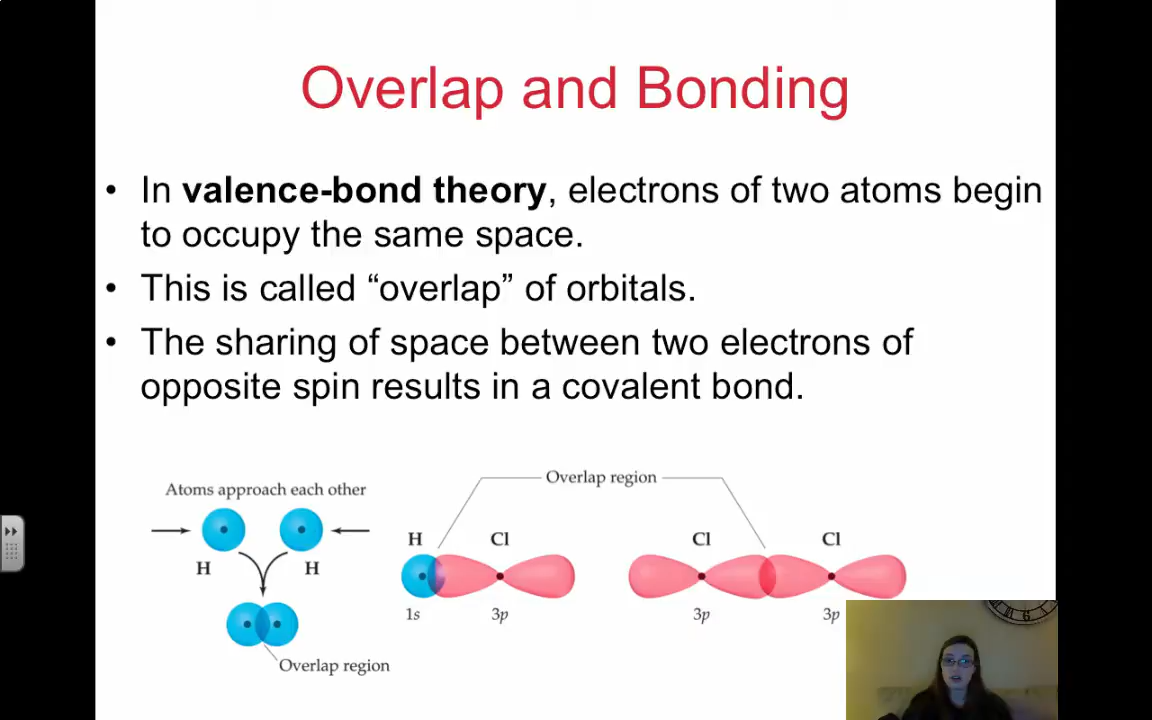 Overlap and Bonding
• In valence-bond theory, electrons of two atoms begin
to occupy the same space.
• This is called “overlap” of orbitals.
• The sharing of space between two electrons of
opposite spin results in a covalent bond.
Atoms approach each other
H H
Overlap region
Overlap region
H Cl
1s 3p
Cl Cl
3p 3p